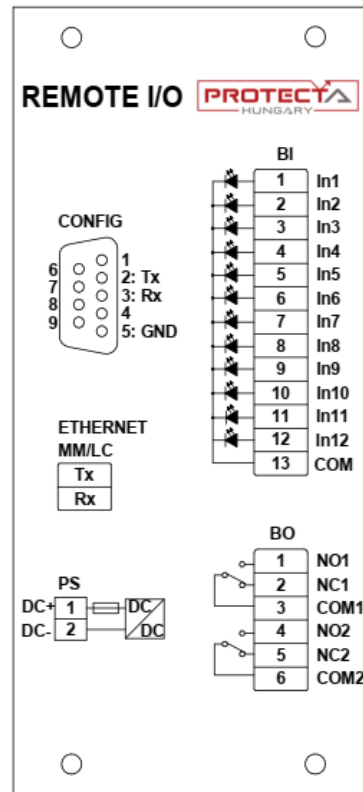 REMOTE I/O PROTECTA
HUNGARY
BI
1 In1
2 In2
3 In3
4 In4
5 In5
6 In6
7 In7
8 In8
9 In9
10 In10
11 In11
12 In12
13 COM
CONFIG
1
6 2: Tx
7 3: Rx
8 4
9 5: GND
ETHERNET
MM/LC
Tx
Rx
PS
DC+ 1 DC
DC- 2 DC
BO
1 NO1
2 NC1
3 COM1
4 NO2
5 NC2
6 COM2